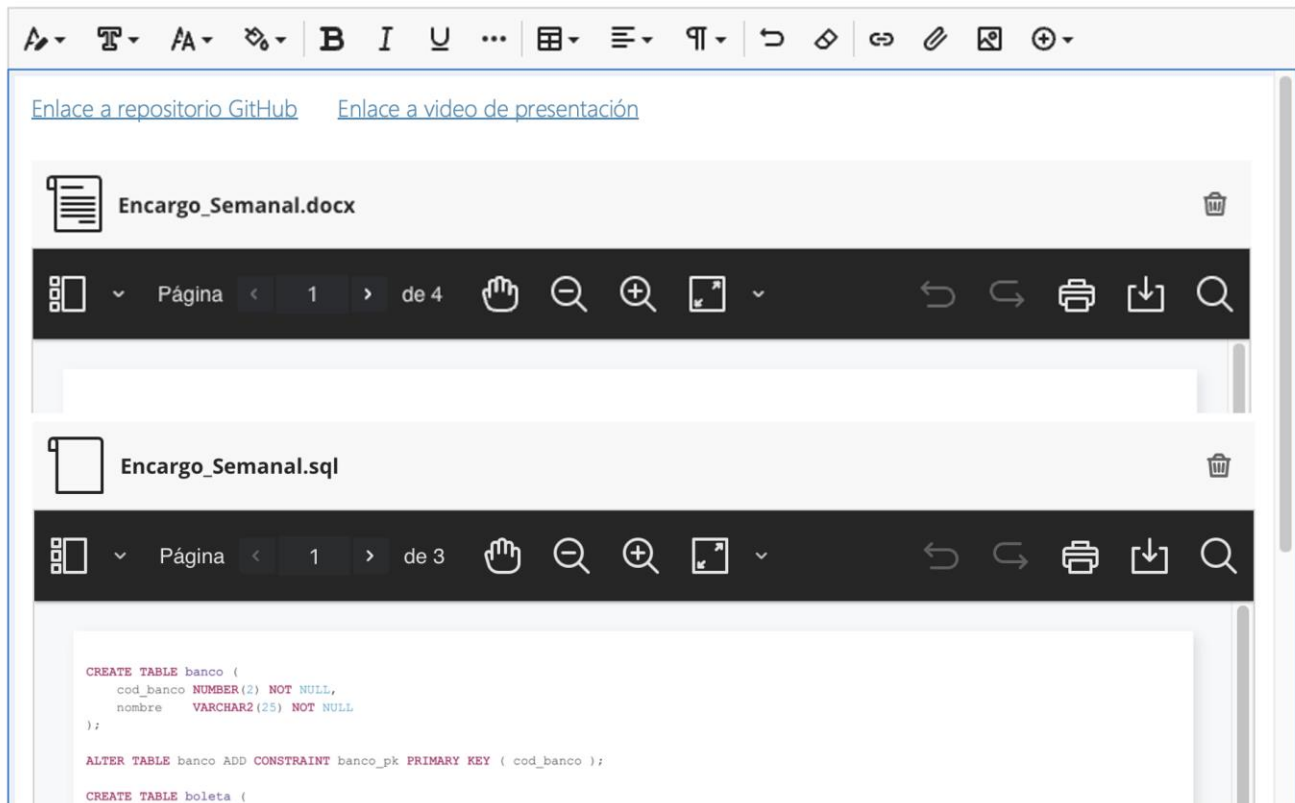 B I U
Enlace a repositorio GitHub Enlace a video de presentación
Encargo_Semanal.docx
Página 1 de 4
Encargo_Semanal.sql
Página 1 de 3
CREATE TABLE banco (
cod_banco NUMBER(2) NOT NULL,
nombre VARCHAR2(25) NOT NULL
);
ALTER TABLE banco ADD CONSTRAINT banco_pk PRIMARY KEY ( cod_banco );
CREATE TABLE boleta (